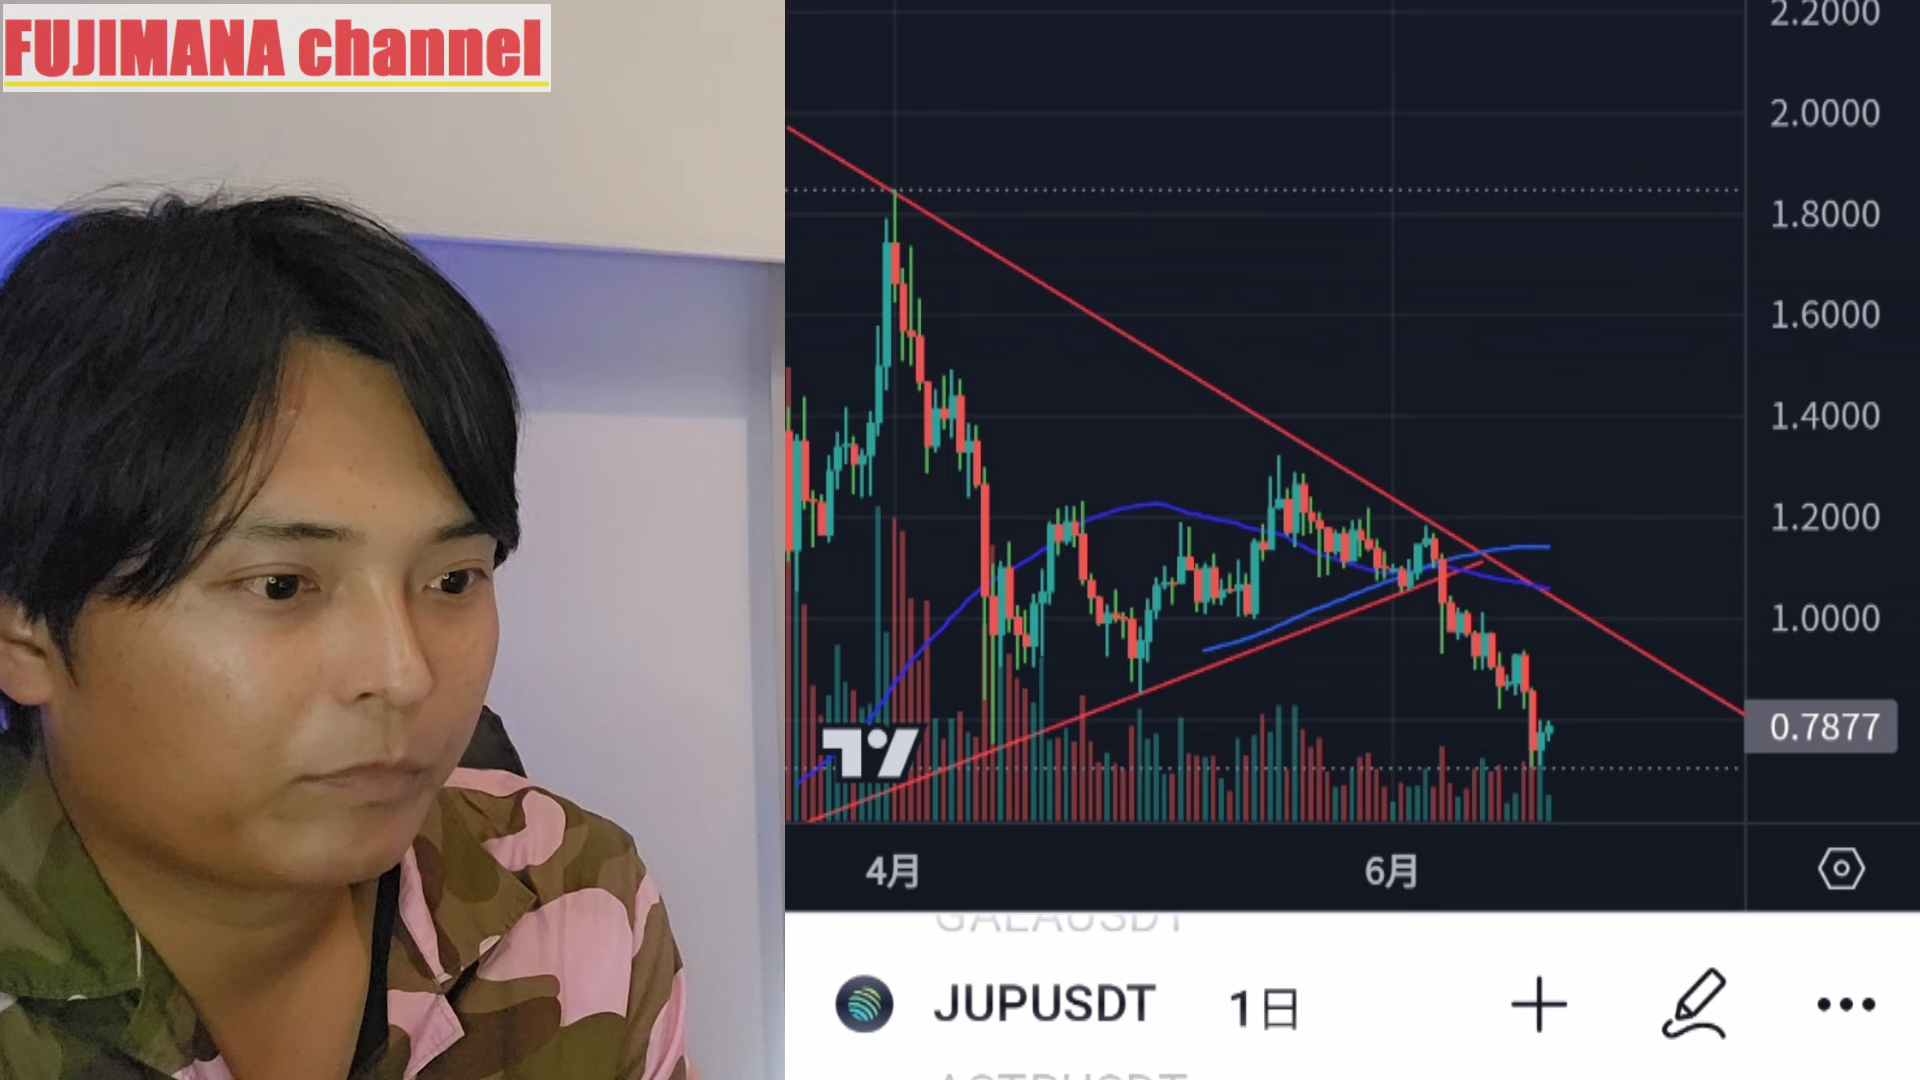 FUJIMANA channel
2.2000
2.0000
1.8000
1.6000
1.4000
1.2000
1.0000
0.7877
4月
6月
GALAUSDT
JUPUSDT 1日